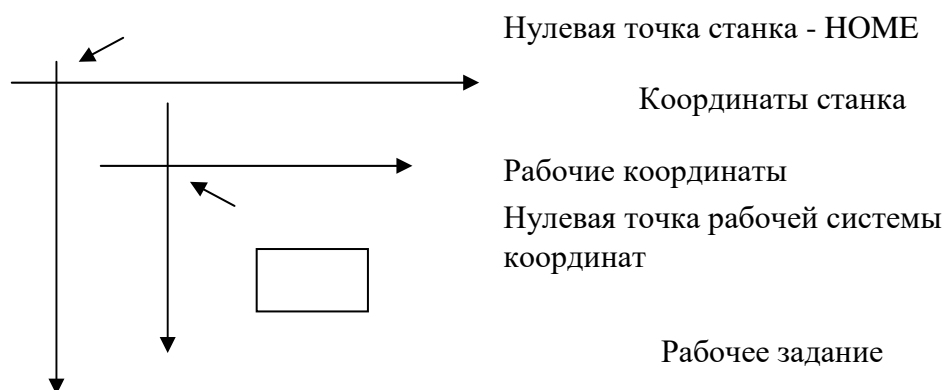 Нулевая точка станка - HOME
Координаты станка
Рабочие координаты
Нулевая точка рабочей системы
координат
Рабочее задание